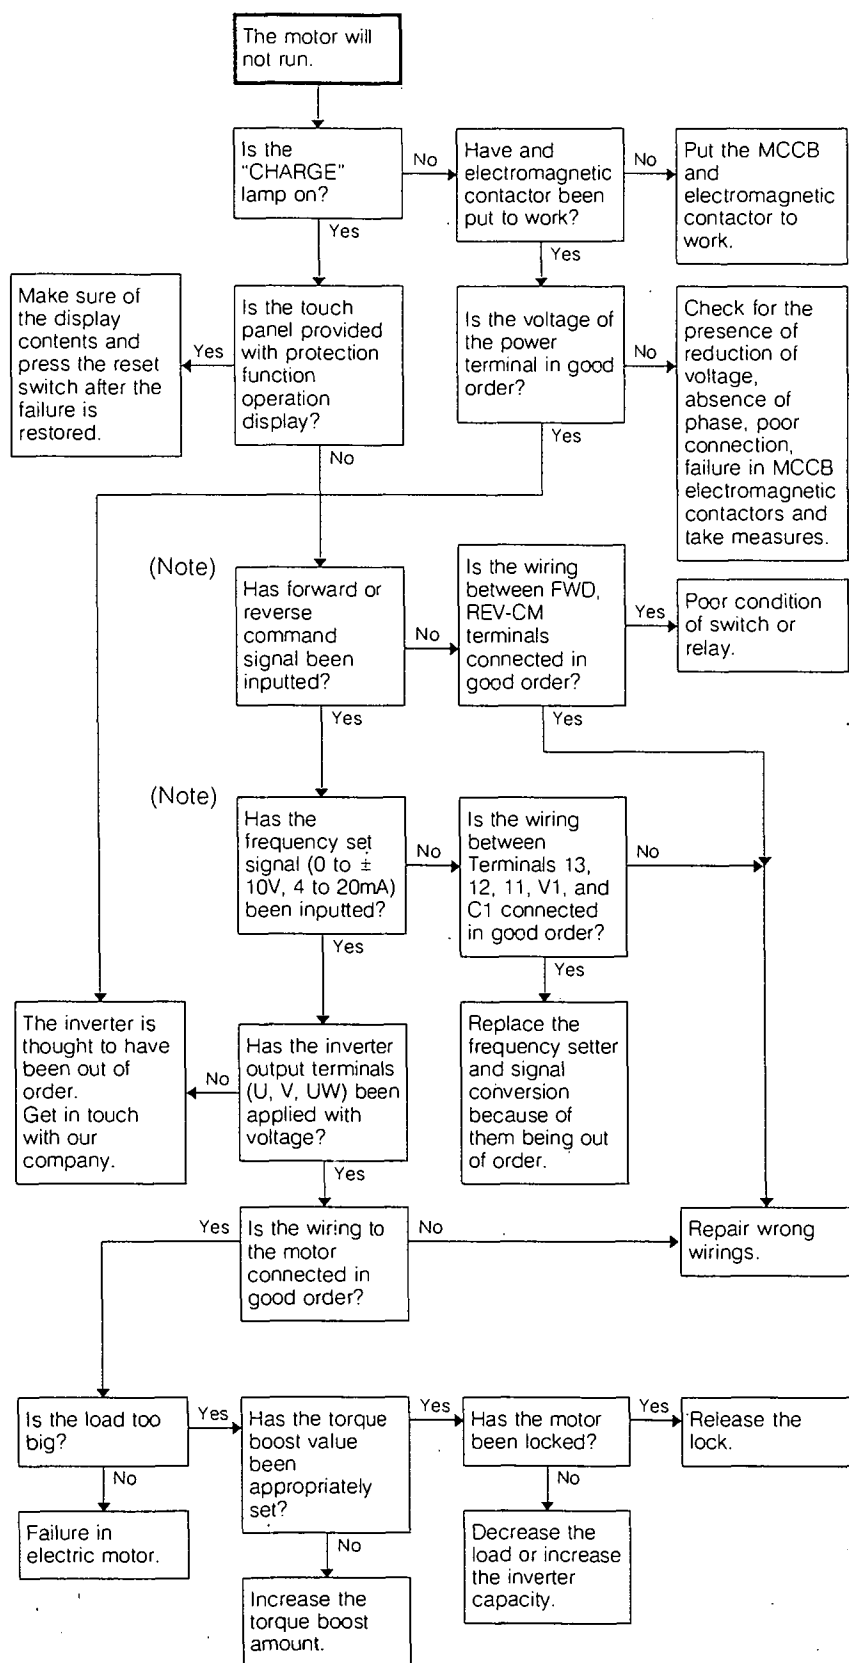 The motor will
not run.
Is the
"CHARGE"
lamp on?
No
Have and
electromagnetic
contactor been
put to work?
No
Put the MCCB
and
electromagnetic
contactor to
work.
Yes
Yes
Make sure of
the display
contents and
press the reset
switch after the
failure is
restored.
Yes
Is the touch
panel provided
with protection
function
operation
display?
Is the voltage of
the power
terminal in good
order?
No
Check for the
presence of
reduction of
voltage,
absence of
phase, poor
connection,
failure in MCCB
electromagnetic
contactors and
take measures.
No
Yes
(Note)
Has forward or
reverse
command
signal been
inputted?
No
Is the wiring
between FWD,
REV-CM
terminals
connected in
good order?
Yes
Poor condition
of switch or
relay.
Yes
Yes
(Note)
Has the
frequency set
signal (0 to ±
10V, 4 to 20mA)
been inputted?
No
Is the wiring
between
Terminals 13,
12, 11, V1, and
C1 connected
in good order?
No
Yes
Yes
The inverter is
thought to have
been out of
order.
Get in touch
with our
company.
No
Has the inverter
output terminals
(U, V, UW) been
applied with
voltage?
Replace the
frequency setter
and signal
conversion
because of
them being out
of order.
Yes
Yes
Is the wiring to
the motor
connected in
good order?
No
Repair wrong
wirings.
Is the load too
big?
Yes
Has the torque
boost value
been
appropriately
set?
Yes
Has the motor
been locked?
Yes
Release the
lock.
No
No
Failure in
electric motor.
No
Decrease the
load or increase
the inverter
capacity.
Increase the
torque boost
amount.